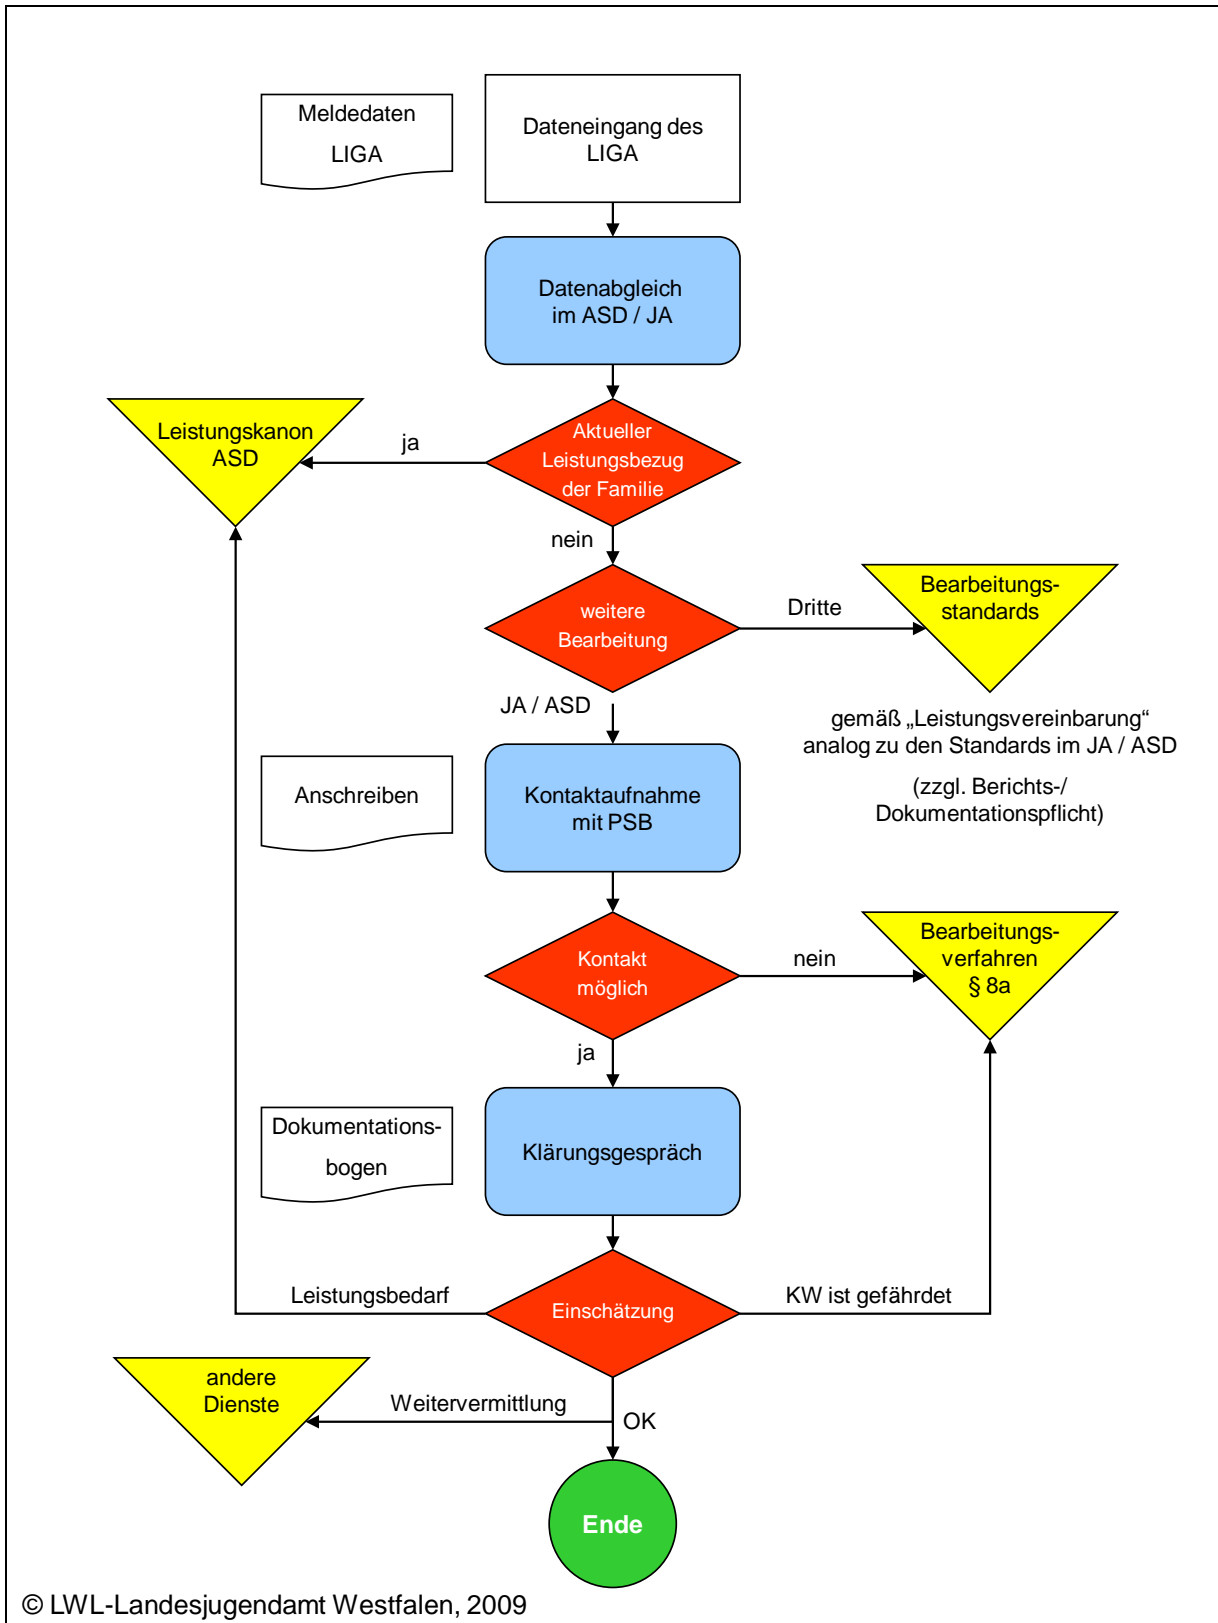 Meldedaten
LIGA
Dateneingang des
LIGA
Datenabgleich
im ASD / JA
Leistungskanon
ASD
ja
Aktueller
Leistungsbezug
der Familie
nein
weitere
Bearbeitung
Dritte
Bearbeitungs-
standards
JA / ASD
gemäß „Leistungsvereinbarung“
analog zu den Standards im JA / ASD
(zzgl. Berichts-/
Dokumentationspflicht)
Anschreiben
Kontaktaufnahme
mit PSB
Kontakt
möglich
nein
Bearbeitungs-
verfahren
§ 8a
ja
Dokumentations-
bogen
Klärungsgespräch
Leistungsbedarf
Einschätzung
KW ist gefährdet
andere
Dienste
Weitervermittlung
OK
Ende
© LWL-Landesjugendamt Westfalen, 2009